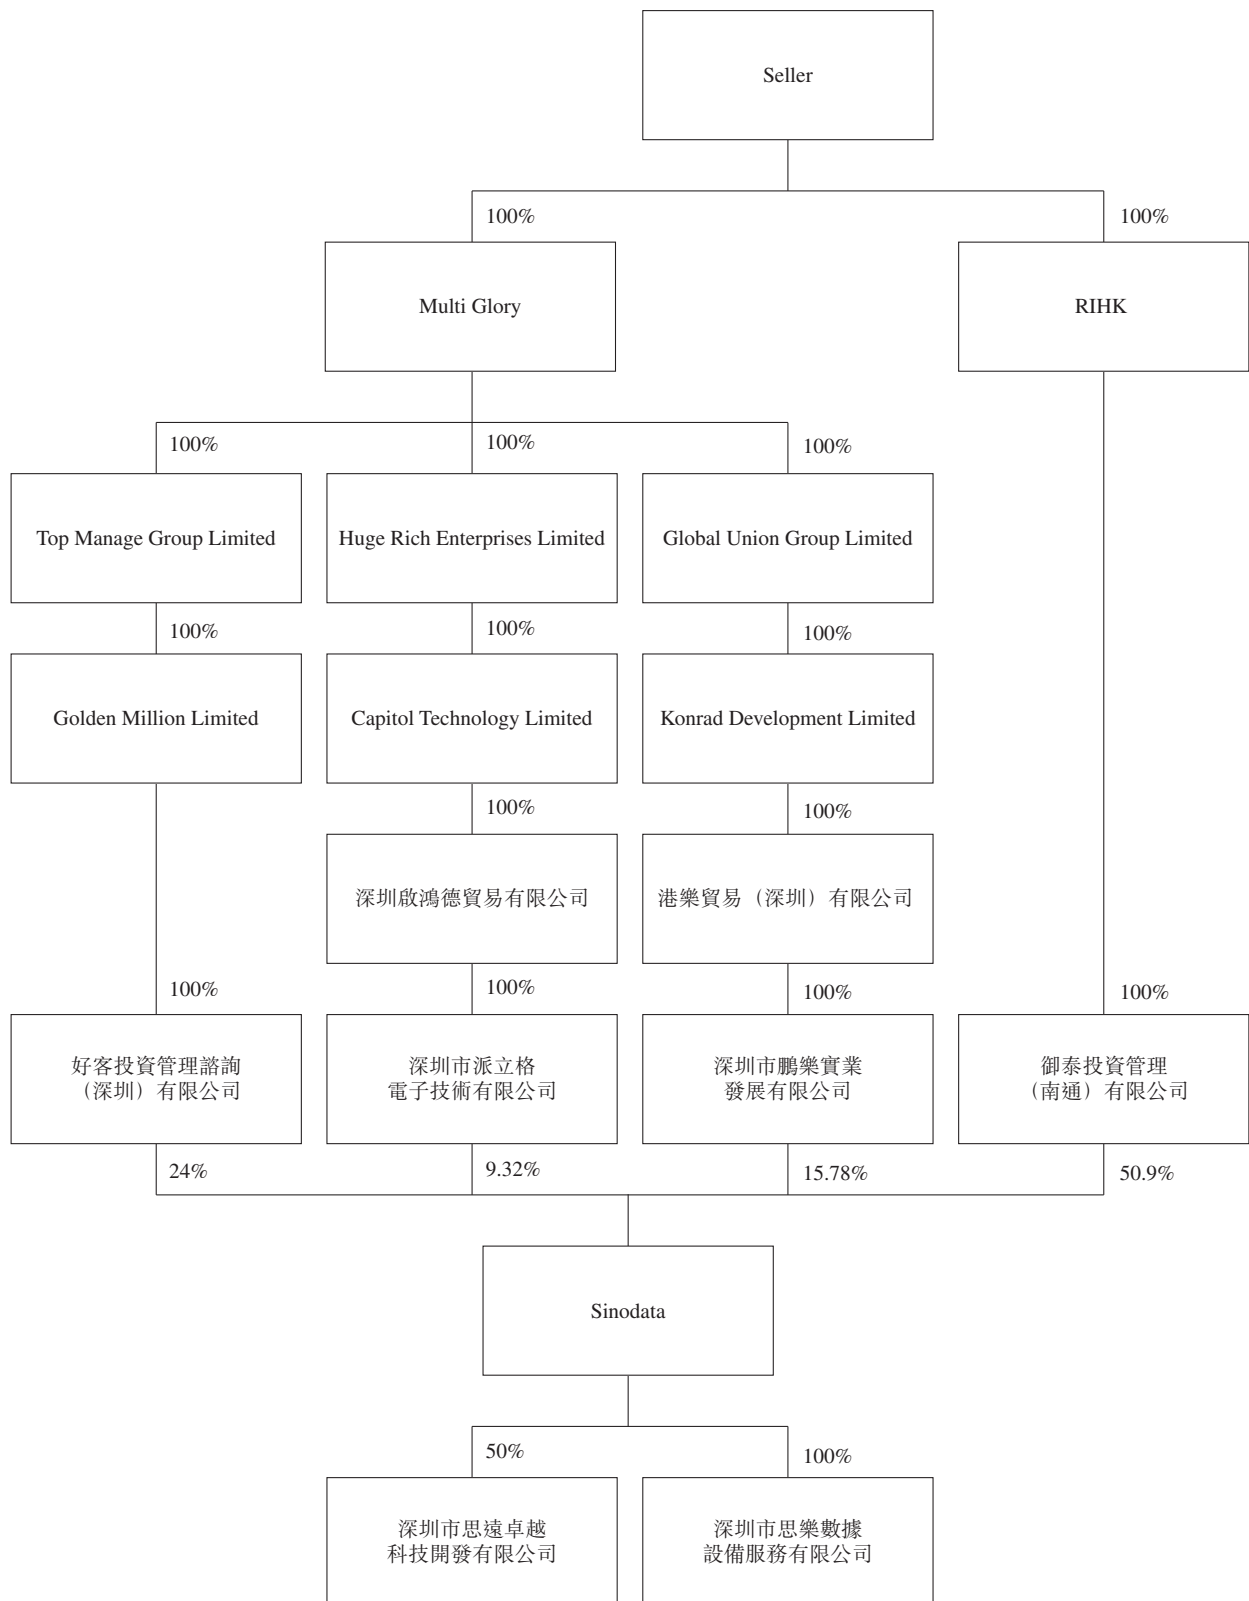 Seller
100%
100%
Multi Glory
RIHK
100%
100%
100%
Top Manage Group Limited
Huge Rich Enterprises Limited
Global Union Group Limited
100%
100%
100%
Golden Million Limited
Capitol Technology Limited
Konrad Development Limited
100%
100%
深圳啟鴻德貿易有限公司
港樂貿易（深圳）有限公司
100%
100%
100%
100%
好客投資管理諮詢
（深圳）有限公司
深圳市派立格
電子技術有限公司
深圳市鵬樂實業
發展有限公司
御泰投資管理
（南通）有限公司
24%
9.32%
15.78%
50.9%
Sinodata
50%
100%
深圳市思遠卓越
科技開發有限公司
深圳市思樂數據
設備服務有限公司